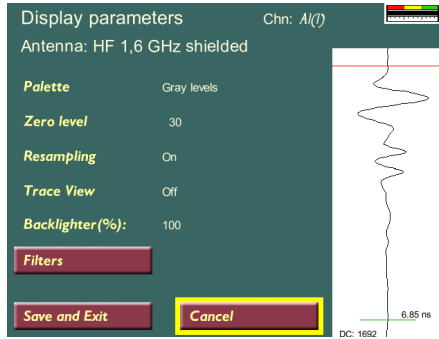 Display parameters Chn: Al(l)
Antenna: HF 1,6 GHz shielded
Palette Gray levels
Zero level 30
Resampling On
Trace View Off
Backlighter(%): 100
Filters
Save and Exit Cancel
6.85 ns
DC: 1692